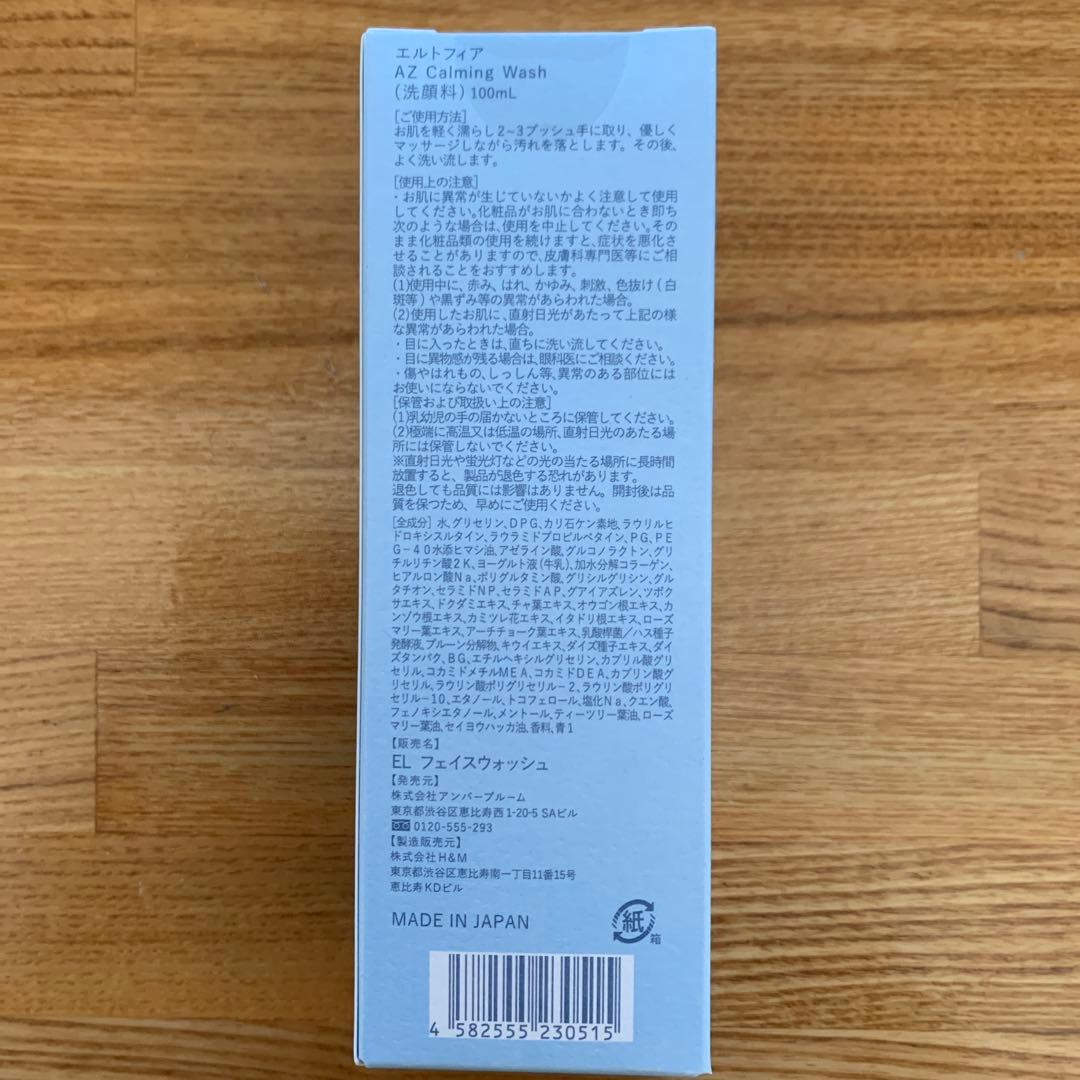 エルトフィア
AZ Calming Wash
(洗顔料) 100mL
[ご使用方法]
お肌を軽く濡らし2~3プッシュ手に取り、優しく
マッサージしながら汚れを落とします。その後、
よく洗い流します。
[使用上の注意]
・お肌に異常が生じていないかよく注意して使用
してください。化粧品がお肌に合わないとき即ち
次のような場合は、使用を中止してください。その
まま化粧品類の使用を続けますと、症状を悪化さ
せることがありますので、皮膚科専門医等にご相
談されることをおすすめします。
(1)使用中に、赤み、はれ、かゆみ、刺激、色抜け(白
斑等)や黒ずみ等の異常があらわれた場合。
(2)使用したお肌に、直射日光があたって上記の様
な異常があらわれた場合。
・目に入ったときは、直ちに洗い流してください。
・目に異物感が残る場合は、眼科医にご相談ください。
・傷やはれもの、しっしん等、異常のある部位には
お使いにならないでください。
[保管および取扱い上の注意]
(1)乳幼児の手の届かないところに保管してください。
(2)極端に高温又は低温の場所、直射日光のあたる場
所には保管しないでください。
※直射日光や蛍光灯などの光の当たる場所に長時間
放置すると、製品が退色する恐れがあります。
退色しても品質には影響はありません。開封後は品
質を保つため、早めにご使用ください。
[全成分] 水、グリセリン、DPG、カリ石ケン素地、ラウリルヒ
ドロキシスルタイン、ラウラミドプロピルベタイン、PG、PE
G-40水添ヒマシ油、アゼライン酸、グルコノラクトン、グリ
チルリチン酸2K、ヨーグルト液(牛乳)、加水分解コラーゲン、
ヒアルロン酸Na、ポリグルタミン酸、グリシルグリシン、グル
タチオン、セラミドNP、セラミドAP、グアイアズレン、ツボク
サエキス、ドクダミエキス、チャ葉エキス、オウゴン根エキス、カ
ンゾウ根エキス、カミツレ花エキス、イタドリ根エキス、ローズ
マリー葉エキス、アーチチョーク葉エキス、乳酸桿菌/ハス種子
発酵液、プルーン分解物、キウイエキス、ダイズ種子エキス、ダイ
ズタンパク、BG、エチルヘキシルグリセリン、カプリル酸グリ
セリル、コカミドメチルMEA、コカミドDEA、カプリン酸グ
リセリル、ラウリン酸ポリグリセリル-2、ラウリン酸ポリグリ
セリル-10、エタノール、トコフェロール、塩化Na、クエン酸、
フェノキシエタノール、メントール、ティーツリー葉油、ローズ
マリー葉油、セイヨウハッカ油、香料、青1
【販売名】
EL フェイスウォッシュ
【発売元】
株式会社アンバーブルーム
東京都渋谷区恵比寿西1-20-5 SAビル
0120-555-293
【製造販売元】
株式会社H&M
東京都渋谷区恵比寿南一丁目11番15号
恵比寿KDビル
MADE IN JAPAN
紙
箱
4 582555 230515